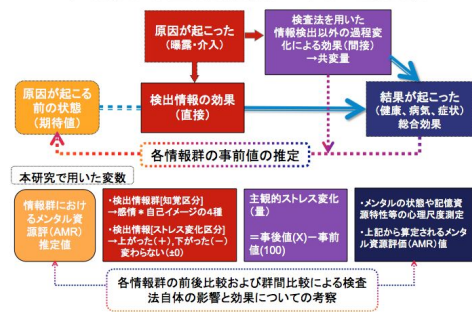 原因が起こった
(曝露・介入)
検査法を用いた
情報検出以外の過程変
化による効果(間接)
→共変量
原因が起こる
前の状態
(期待値)
検出情報の効果
(直接)
結果が起こった
(健康、病気、症状)
総合効果
各情報群の事前値の推定
本研究で用いた変数
情報群にお
けるメンタル資
源評(AMR)
推定値
・検出情報群[知覚区分]
→感情*自己イメージの4種
・検出情報[ストレス変化区分]
→上がった(+)、下がった(−)
変わらない(±0)
主観的ストレス変化
(量)
=事後値(X)−事前
値(100)
・メンタルの状態や記憶資
源特性等の心理尺度測定
・上記から算定されるメンタ
ル資源評価(AMR)値
各情報群の前後比較および群間比較による検査
法自体の影響と効果についての考察